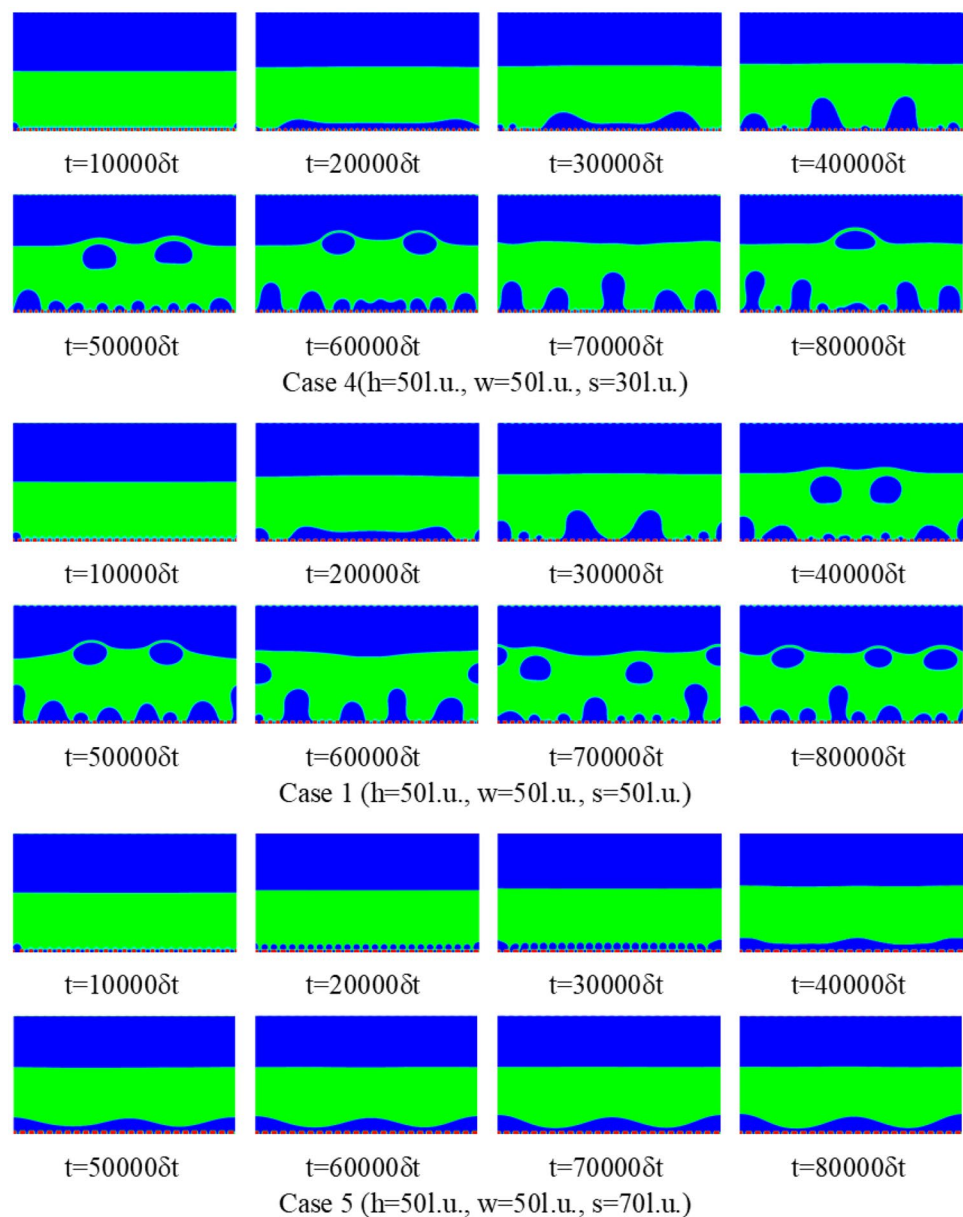 t=10000δt t=20000δt t=30000δt t=40000δt
t=50000δt t=60000δt t=70000δt t=80000δt
Case 4(h=50l.u., w=50l.u., s=30l.u.)
t=10000δt t=20000δt t=30000δt t=40000δt
t=50000δt t=60000δt t=70000δt t=80000δt
Case 1 (h=50l.u., w=50l.u., s=50l.u.)
t=10000δt t=20000δt t=30000δt t=40000δt
t=50000δt t=60000δt t=70000δt t=80000δt
Case 5 (h=50l.u., w=50l.u., s=70l.u.)